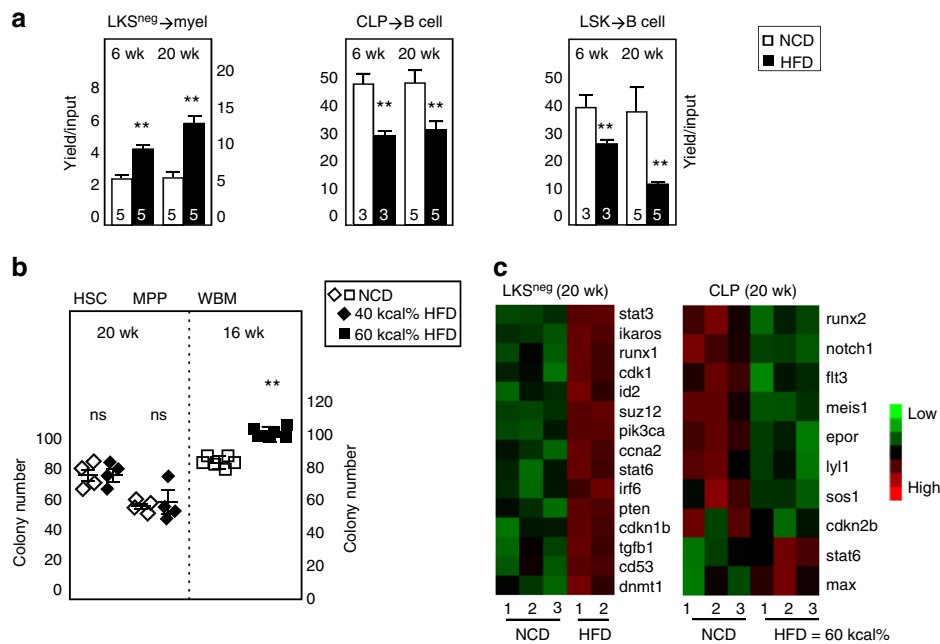 a
LKSneg→myel
CLP→B cell
LSK→B cell
6 wk 20 wk
6 wk 20 wk
6 wk 20 wk
NCD
HFD
Yield/input
8
6
4
2
0
20
15
10
5
0
** **
5 5 5 5
50
40
30
20
10
0
** **
3 3 5 5
50
40
30
20
10
0
** **
3 3 5 5
Yield/input
b
HSC MPP WBM
NCD
40 kcal% HFD
60 kcal% HFD
20 wk 16 wk
ns ns **
Colony number
100
80
60
40
20
0
120
100
80
60
40
20
0
Colony number
c
LKSneg (20 wk)
CLP (20 wk)
stat3
ikaros
runx1
cdk1
id2
suz12
pik3ca
ccna2
stat6
irf6
pten
cdkn1b
tgfb1
cd53
dnmt1
1 2 3 1 2
NCD HFD
runx2
notch1
flt3
meis1
epor
lyl1
sos1
cdkn2b
stat6
max
1 2 3 1 2 3
NCD HFD = 60 kcal%
Low
High